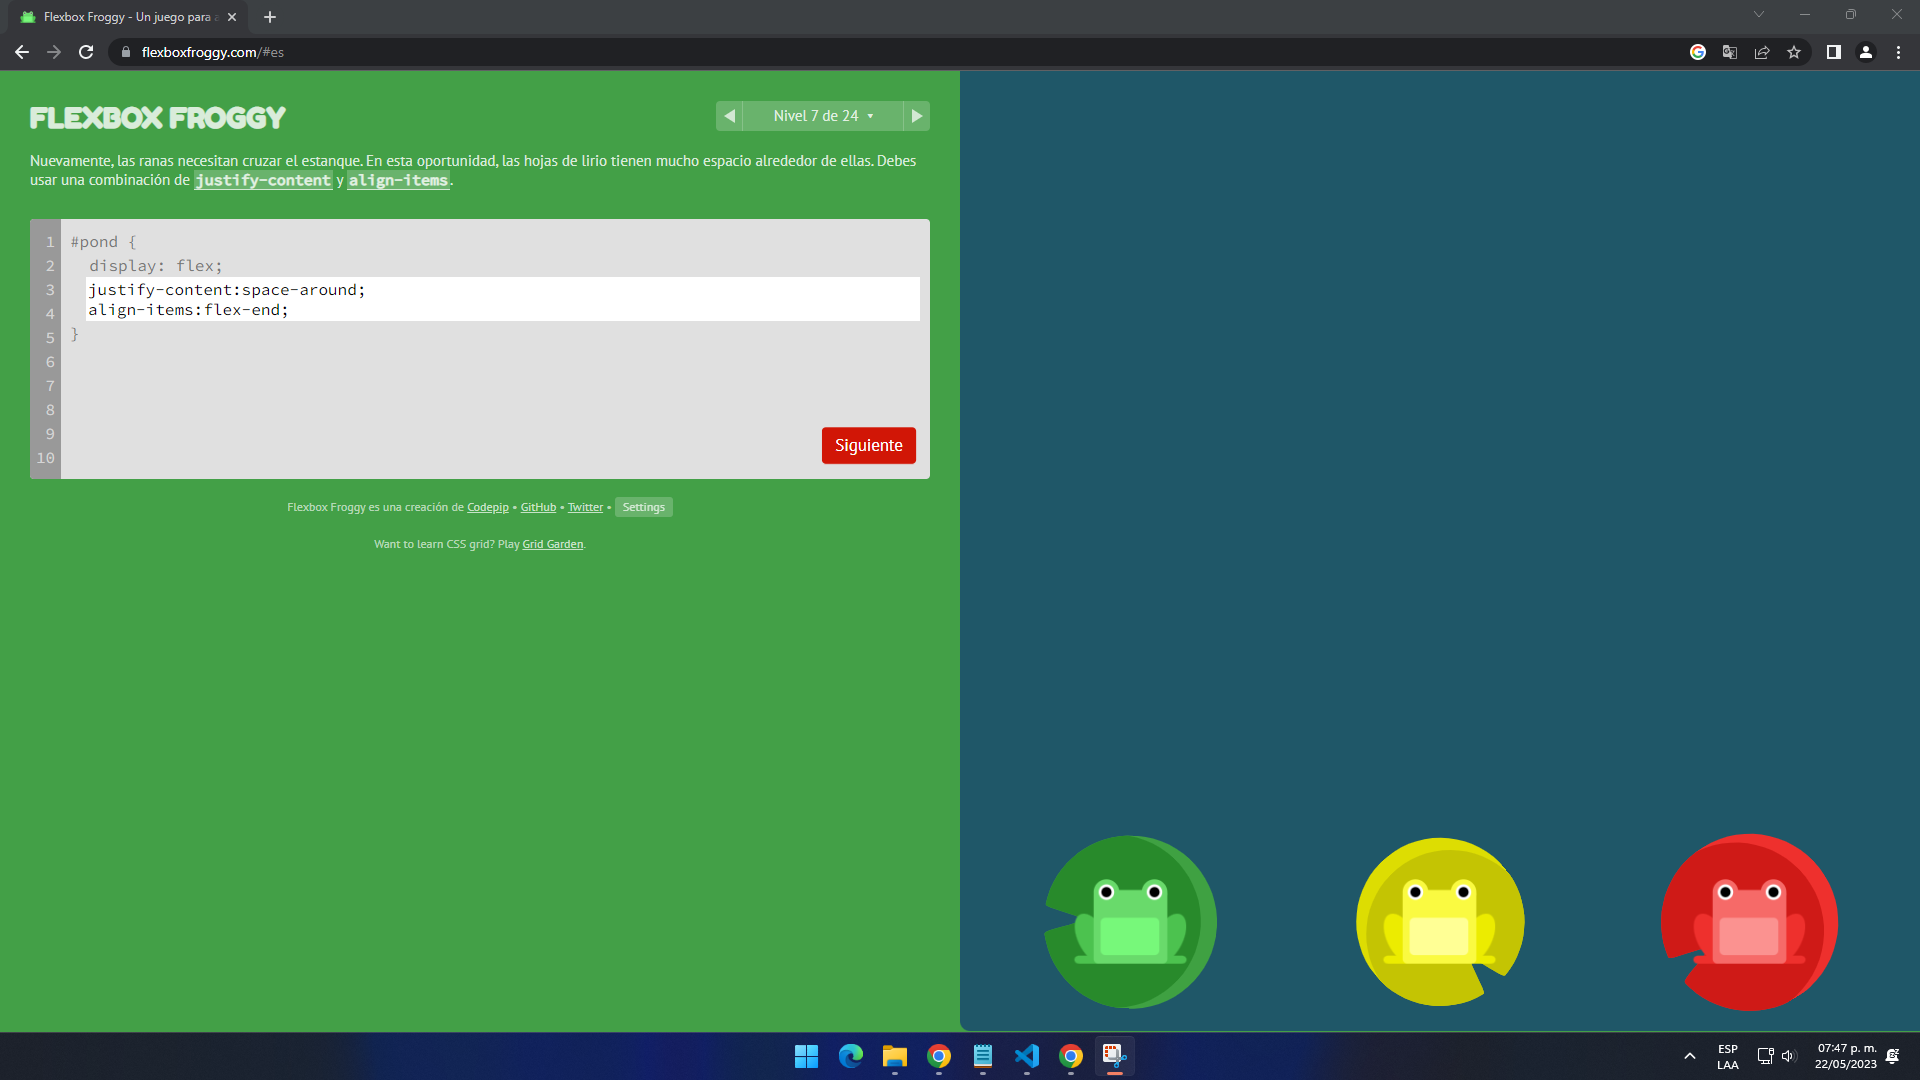 Flexbox Froggy - Un juego para a
flexboxfroggy.com/#es
FLEXBOX FROGGY
Nivel 7 de 24
Nuevamente, las ranas necesitan cruzar el estanque. En esta oportunidad, las hojas de lirio tienen mucho espacio alrededor de ellas. Debes
usar una combinación de justify-content y align-items.
1 #pond {
2 display: flex;
3 justify-content:space-around;
4 align-items:flex-end;
5 }
6
7
8
9
10
Siguiente
Flexbox Froggy es una creación de Codepip • GitHub • Twitter • Settings
Want to learn CSS grid? Play Grid Garden.
ESP
LAA
07:47 p. m.
22/05/2023